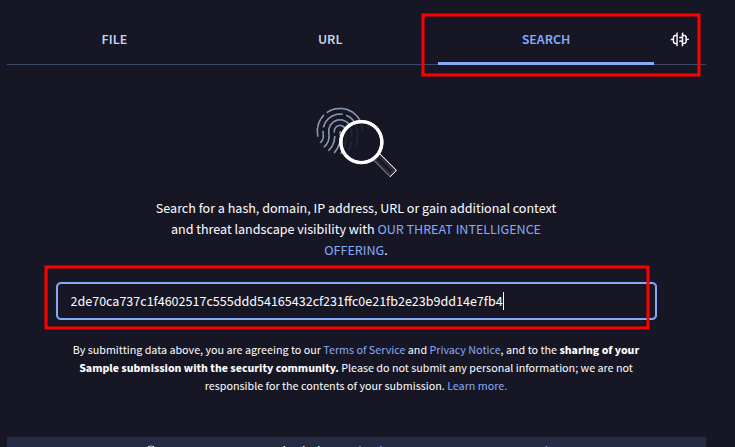 FILE
URL
SEARCH
Search for a hash, domain, IP address, URL or gain additional context
and threat landscape visibility with OUR THREAT INTELLIGENCE
OFFERING.
2de70ca737c1f4602517c555ddd54165432cf231ffc0e21fb2e23b9dd14e7fb4
By submitting data above, you are agreeing to our Terms of Service and Privacy Notice, and to the sharing of your
Sample submission with the security community. Please do not submit any personal information; we are not
responsible for the contents of your submission. Learn more.